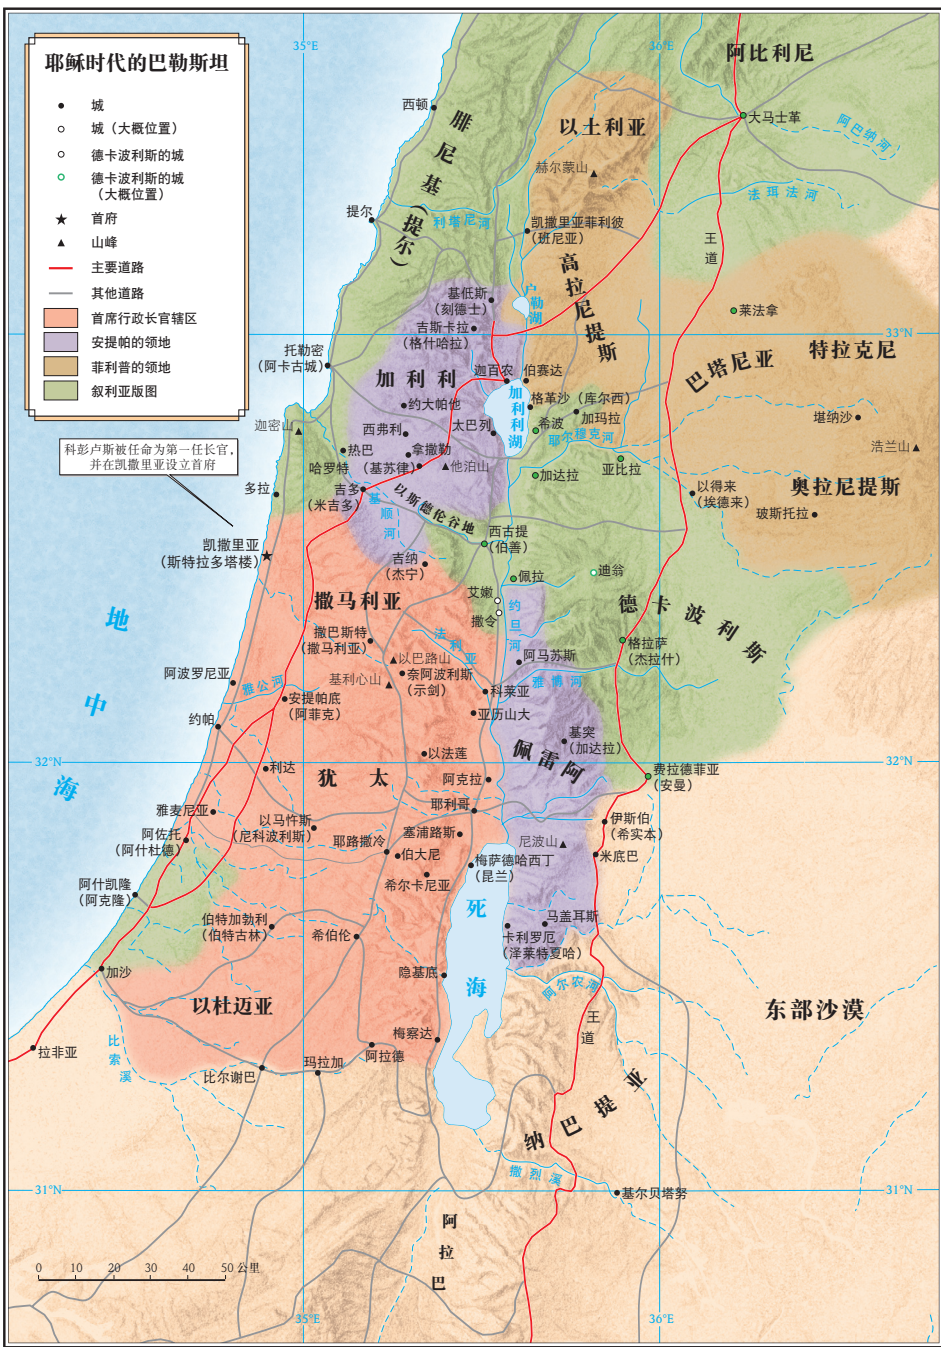 耶稣时代的巴勒斯坦
城
城（大概位置）
德卡波利斯的城
德卡波利斯的城
（大概位置）
首府
山峰
主要道路
其他道路
首席行政长官辖区
安提帕的领地
菲利普的领地
叙利亚版图
科彭卢斯被任命为第一任长官，
并在凯撒里亚设立首府
35°E
36°E
阿比利尼
西顿
腓尼基（提尔）
以土利亚
大马士革
阿巴纳河
赫尔蒙山
法珥法河
提尔
利塔尼河
凯撒里亚菲利彼
（班尼亚）
王道
高拉尼提斯
基低斯
（刻德士）
户勒湖
莱法拿
吉斯卡拉
（格什哈拉）
33°N
托勒密
（阿卡古城）
加利利
迦百农
伯赛达
巴塔尼亚
特拉克尼
约大帕他
加利利湖
格革沙（库尔西）
加玛拉
堪纳沙
迦密山
西弗利
太巴列
希波
耶尔穆克河
浩兰山
热巴
拿撒勒
哈罗特（基苏律）
他泊山
加达拉
亚比拉
多拉
吉多
（米吉多）
基顺河
以斯德伦谷地
以得来
（埃德来）
奥拉尼提斯
玻斯托拉
凯撒里亚
（斯特拉多塔楼）
西古提
（伯善）
吉纳
（杰宁）
佩拉
迪翁
艾嫩
撒令
约旦河
地中海
撒马利亚
德卡波利斯
撒巴斯特
（撒马利亚）
法利亚
格拉萨
（杰拉什）
以巴路山
阿马苏斯
阿波罗尼亚
基利心山
奈阿波利斯
（示剑）
雅博河
雅公河
安提帕底
（阿菲克）
科莱亚
约帕
亚历山大
基突
（加达拉）
佩雷阿
以法莲
32°N
32°N
利达
犹太
阿克拉
费拉德菲亚
（安曼）
雅麦尼亚
耶利哥
以马忤斯
（尼科波利斯）
伊斯伯
（希实本）
阿佐托
（阿什杜德）
耶路撒冷
塞浦路斯
尼波山
米底巴
伯大尼
梅萨德哈西丁
（昆兰）
希尔卡尼亚
阿什凯隆
（阿克隆）
死海
伯特加勃利
（伯特古林）
希伯伦
马盖耳斯
卡利罗厄
（泽莱特夏哈）
加沙
隐基底
阿尔农河
以杜迈亚
东部沙漠
王道
梅察达
拉非亚
比索溪
阿拉德
比尔谢巴
玛拉加
纳巴提亚
撒烈溪
31°N
31°N
基尔贝塔努
阿拉巴
0 10 20 30 40 50 公里
35°E
36°E